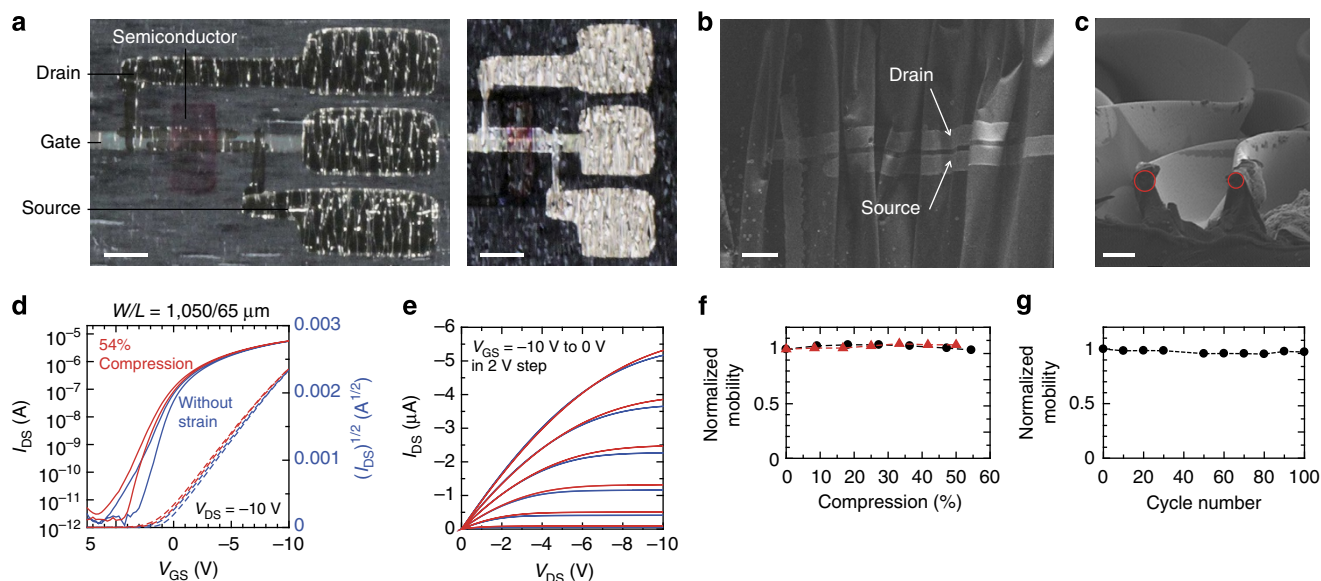 a
Semiconductor
Drain
Gate
Source
b
Drain
Source
c
d
W/L = 1,050/65 μm
54%
Compression
Without
strain
V_DS = −10 V
10⁻⁵
10⁻⁶
10⁻⁷
10⁻⁸
10⁻⁹
10⁻¹⁰
10⁻¹¹
10⁻¹²
I_DS (A)
0.003
0.002
0.001
0
(I_DS)^1/2 (A^1/2)
5 0 −5 −10
V_GS (V)
e
V_GS = −10 V to 0 V
in 2 V step
−6
−5
−4
−3
−2
−1
0
I_DS (μA)
0 −2 −4 −6 −8 −10
V_DS (V)
f
Normalized
mobility
1
0.5
1
0 10 20 30 40 50 60
Compression (%)
g
Normalized
mobility
1
0.5
1
0 20 40 60 80 100
Cycle number